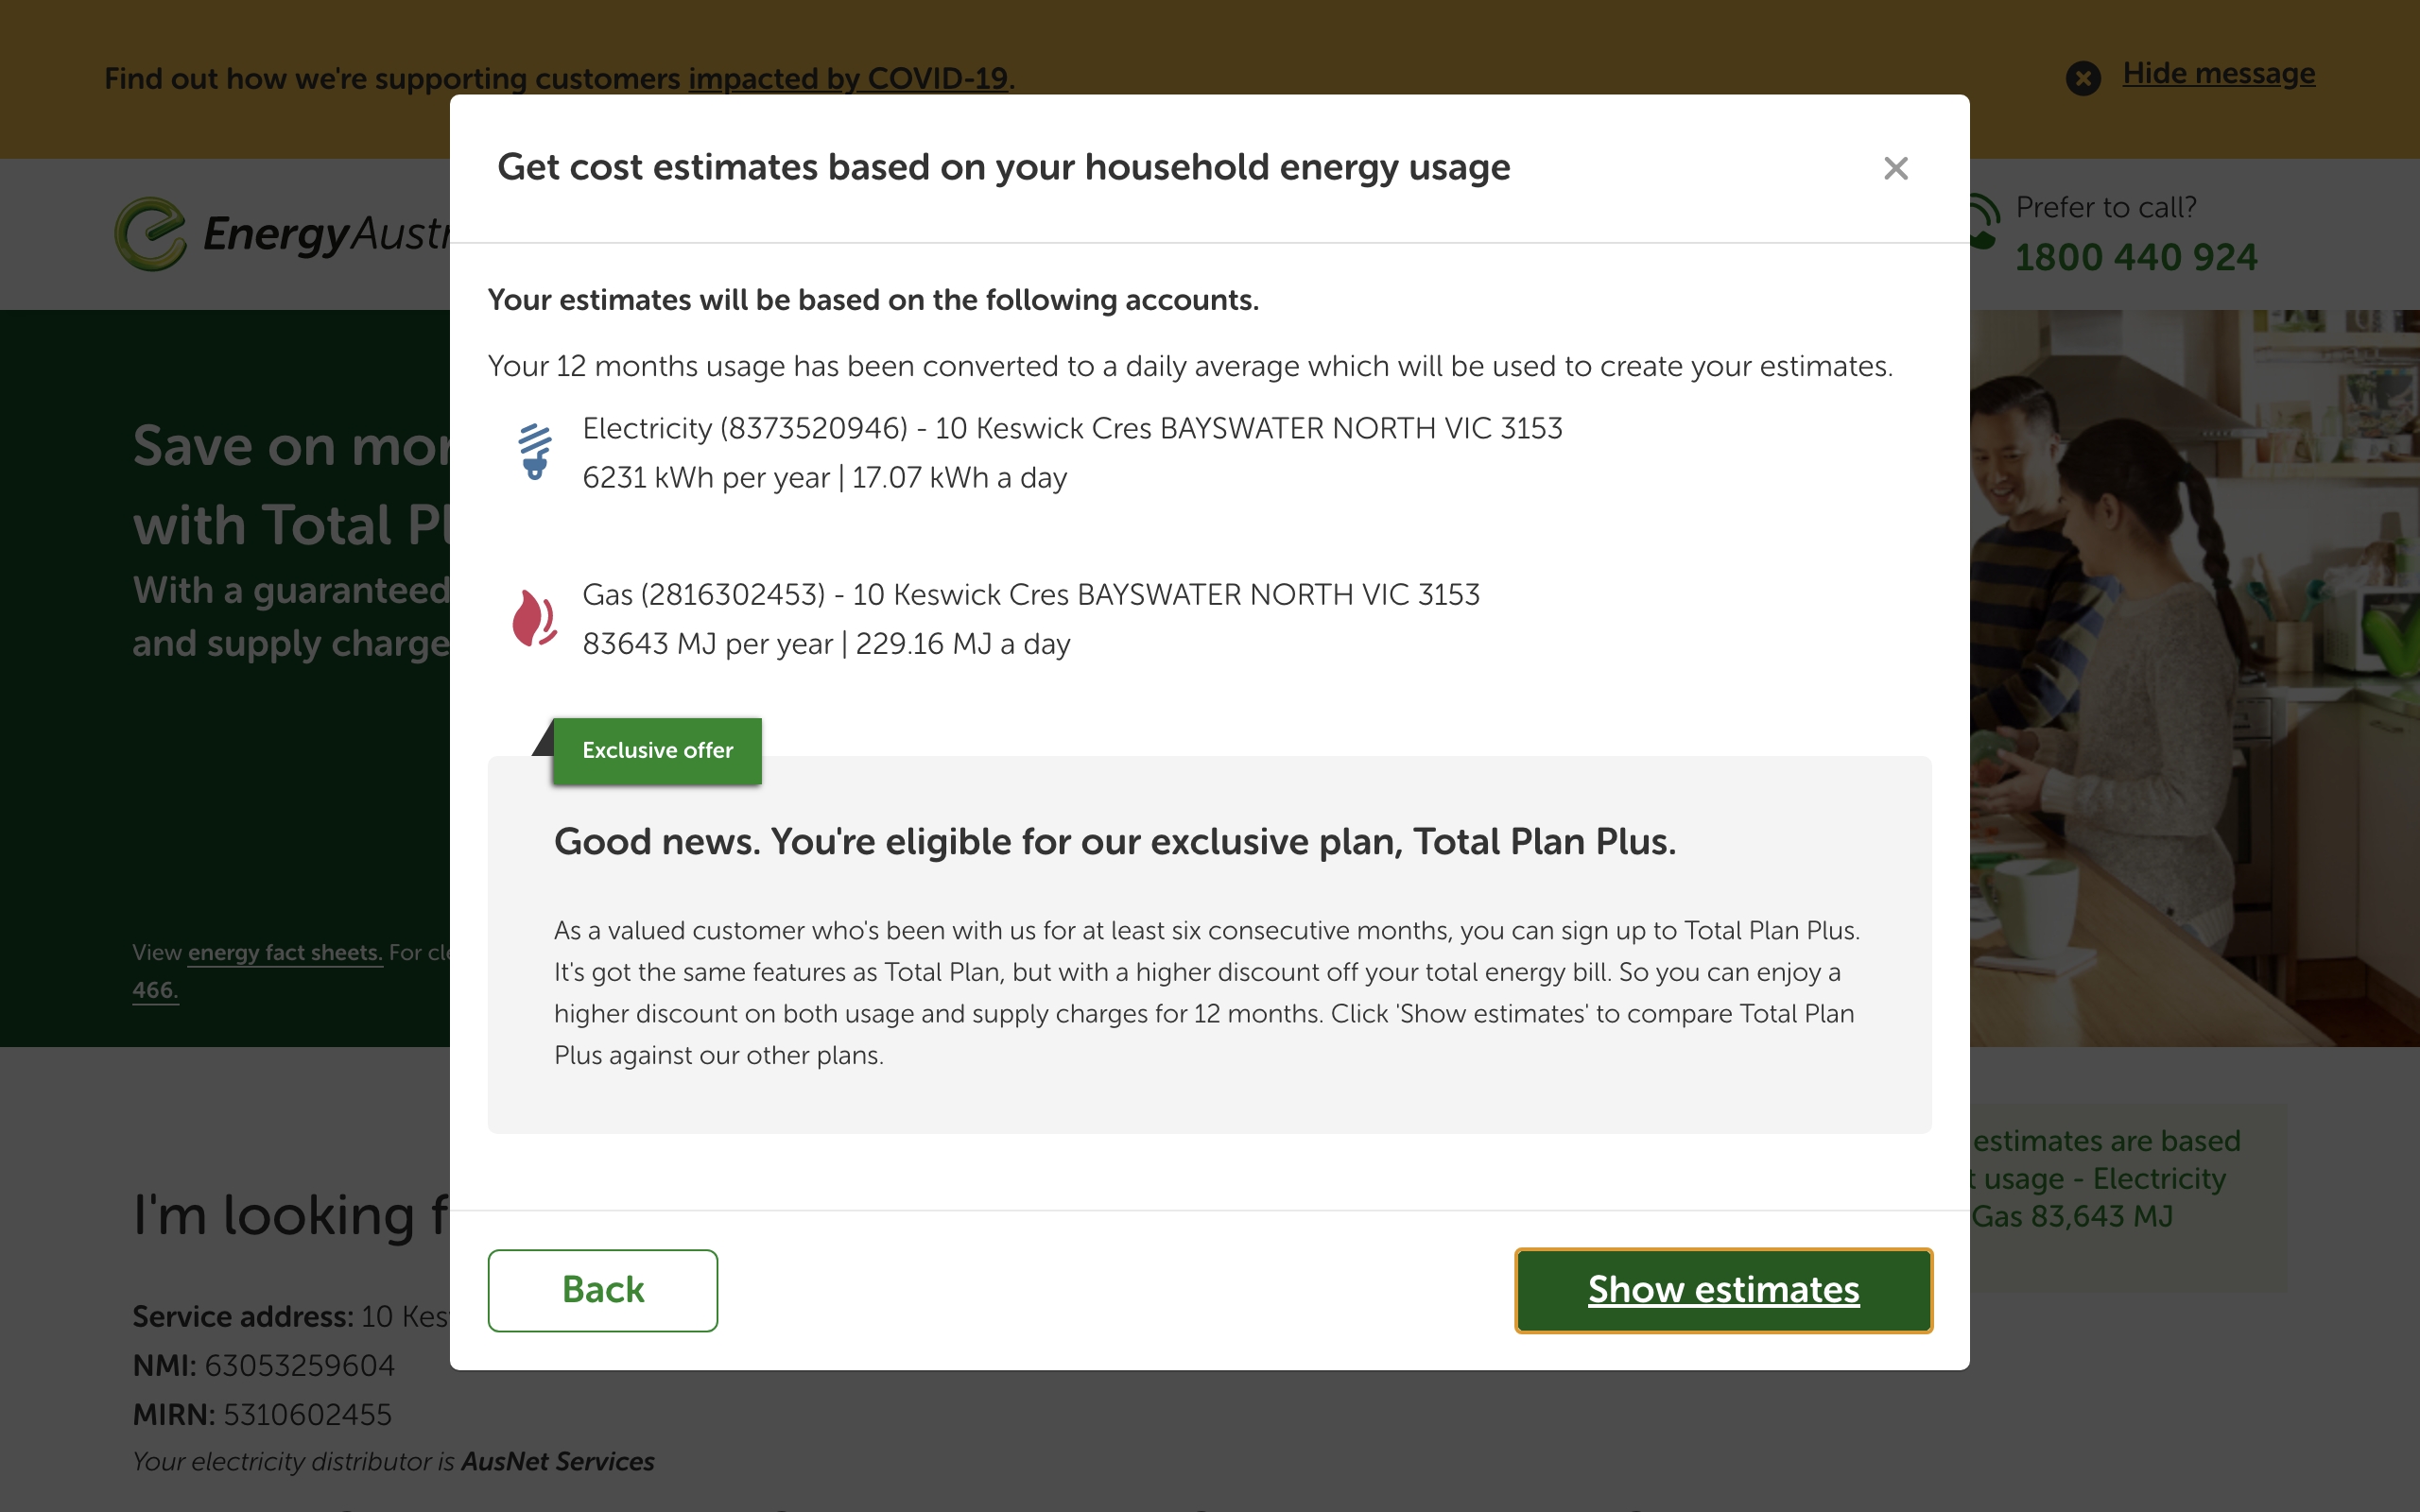 Find out how we're supporting customers impacted by COVID-19.
Hide message
Get cost estimates based on your household energy usage
EnergyAustr
Prefer to call?
1800 440 924
Your estimates will be based on the following accounts.
Your 12 months usage has been converted to a daily average which will be used to create your estimates.
Electricity (8373520946) - 10 Keswick Cres BAYSWATER NORTH VIC 3153
6231 kWh per year | 17.07 kWh a day
Gas (2816302453) - 10 Keswick Cres BAYSWATER NORTH VIC 3153
83643 MJ per year | 229.16 MJ a day
Save on mor
with Total Pl
With a guaranteed
and supply charge
View energy fact sheets. For cle
466.
Exclusive offer
Good news. You're eligible for our exclusive plan, Total Plan Plus.
As a valued customer who's been with us for at least six consecutive months, you can sign up to Total Plan Plus.
It's got the same features as Total Plan, but with a higher discount off your total energy bill. So you can enjoy a
higher discount on both usage and supply charges for 12 months. Click 'Show estimates' to compare Total Plan
Plus against our other plans.
estimates are based
t usage - Electricity
Gas 83,643 MJ
Back
Show estimates
I'm looking f
Service address: 10 Kes
NMI: 63053259604
MIRN: 5310602455
Your electricity distributor is AusNet Services